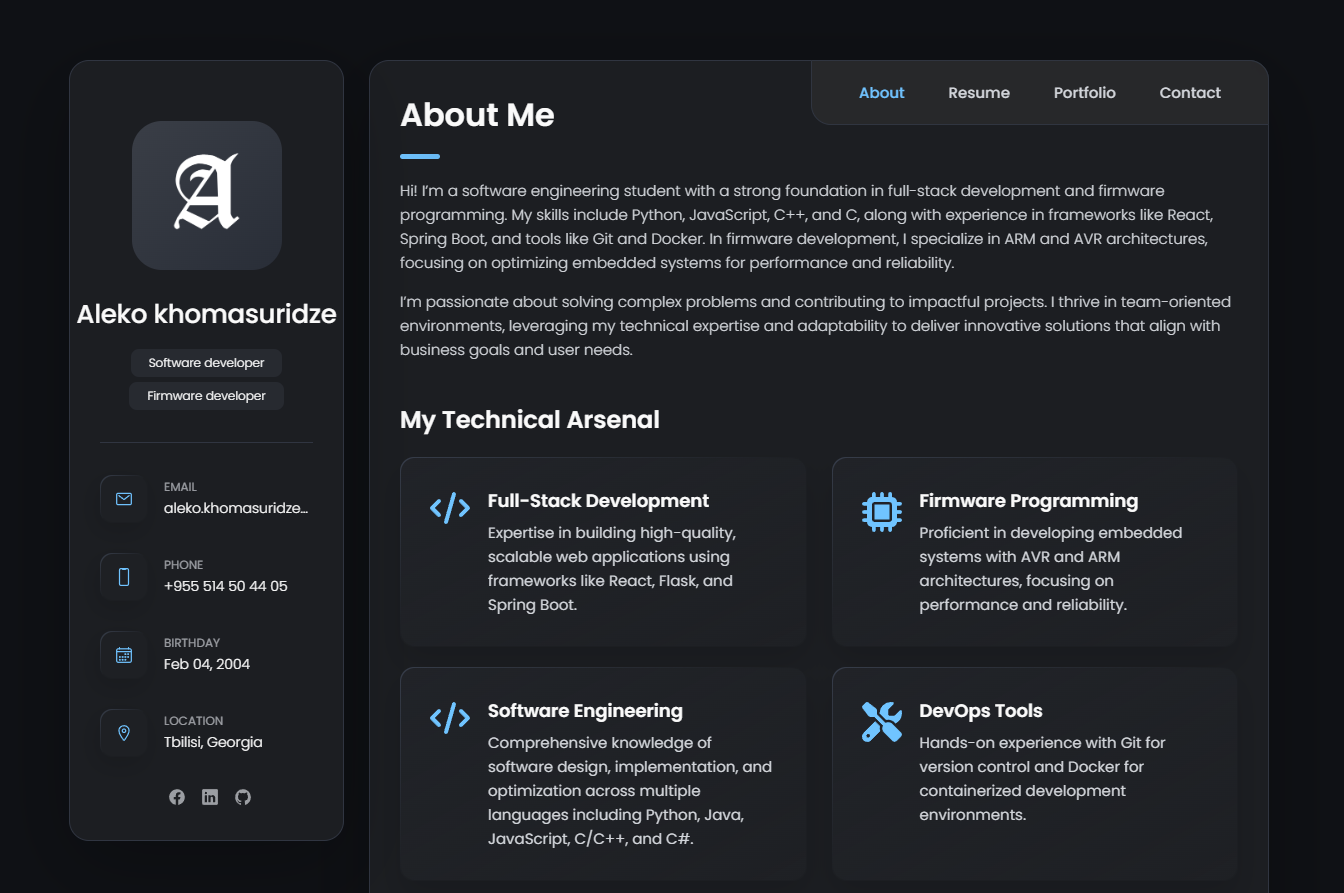 A
Aleko khomasuridze
Software developer
Firmware developer
EMAIL
aleko.khomasuridze...
PHONE
+955 514 50 44 05
BIRTHDAY
Feb 04, 2004
LOCATION
Tbilisi, Georgia
About
Resume
Portfolio
Contact
About Me
Hi! I'm a software engineering student with a strong foundation in full-stack development and firmware
programming. My skills include Python, JavaScript, C++, and C, along with experience in frameworks like React,
Spring Boot, and tools like Git and Docker. In firmware development, I specialize in ARM and AVR architectures,
focusing on optimizing embedded systems for performance and reliability.
I'm passionate about solving complex problems and contributing to impactful projects. I thrive in team-oriented
environments, leveraging my technical expertise and adaptability to deliver innovative solutions that align with
business goals and user needs.
My Technical Arsenal
Full-Stack Development
Expertise in building high-quality,
scalable web applications using
frameworks like React, Flask, and
Spring Boot.
Firmware Programming
Proficient in developing embedded
systems with AVR and ARM
architectures, focusing on
performance and reliability.
Software Engineering
Comprehensive knowledge of
software design, implementation, and
optimization across multiple
languages including Python, Java,
JavaScript, C/C++, and C#.
DevOps Tools
Hands-on experience with Git for
version control and Docker for
containerized development
environments.